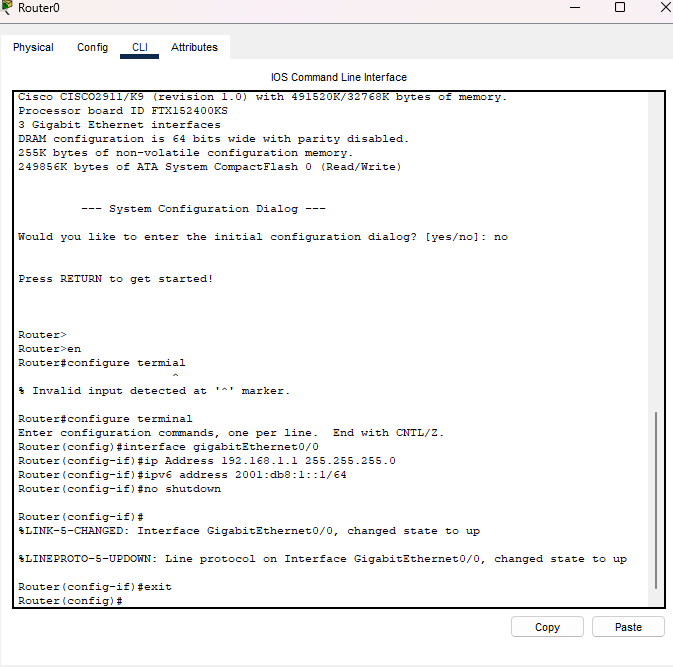 Router0
Physical Config CLI Attributes
IOS Command Line Interface
Cisco CISCO2911/K9 (revision 1.0) with 491520K/32768K bytes of memory.
Processor board ID FTX152400KS
3 Gigabit Ethernet interfaces
DRAM configuration is 64 bits wide with parity disabled.
255K bytes of non-volatile configuration memory.
249856K bytes of ATA System CompactFlash 0 (Read/Write)
--- System Configuration Dialog ---
Would you like to enter the initial configuration dialog? [yes/no]: no
Press RETURN to get started!
Router>
Router>en
Router#configure termial
^
% Invalid input detected at '^' marker.
Router#configure terminal
Enter configuration commands, one per line.  End with CNTL/Z.
Router(config)#interface gigabitEthernet0/0
Router(config-if)#ip Address 192.168.1.1 255.255.255.0
Router(config-if)#ipv6 address 2001:db8:1::1/64
Router(config-if)#no shutdown
Router(config-if)#
%LINK-5-CHANGED: Interface GigabitEthernet0/0, changed state to up
%LINEPROTO-5-UPDOWN: Line protocol on Interface GigabitEthernet0/0, changed state to up
Router(config-if)#exit
Router(config)#
Copy Paste